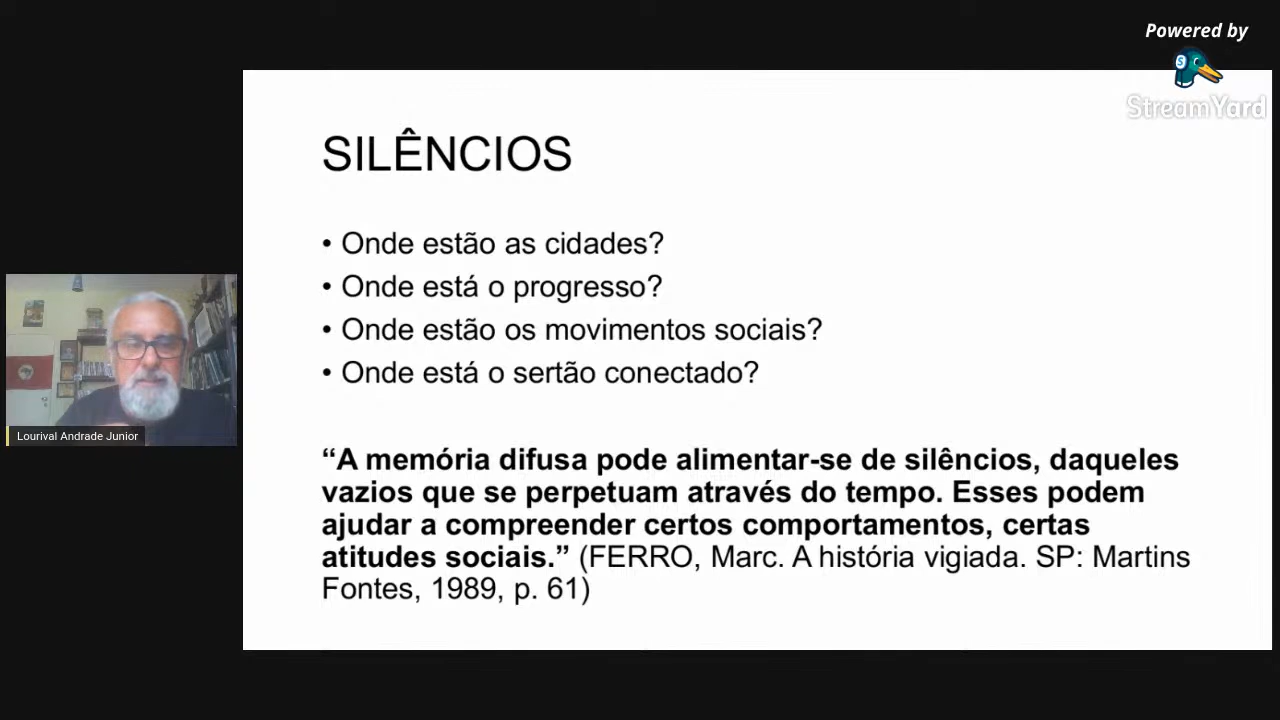 Powered by
StreamYard
SILÊNCIOS
• Onde estão as cidades?
• Onde está o progresso?
• Onde estão os movimentos sociais?
• Onde está o sertão conectado?
“A memória difusa pode alimentar-se de silêncios, daqueles
vazios que se perpetuam através do tempo. Esses podem
ajudar a compreender certos comportamentos, certas
atitudes sociais.” (FERRO, Marc. A história vigiada. SP: Martins
Fontes, 1989, p. 61)
Lourival Andrade Junior